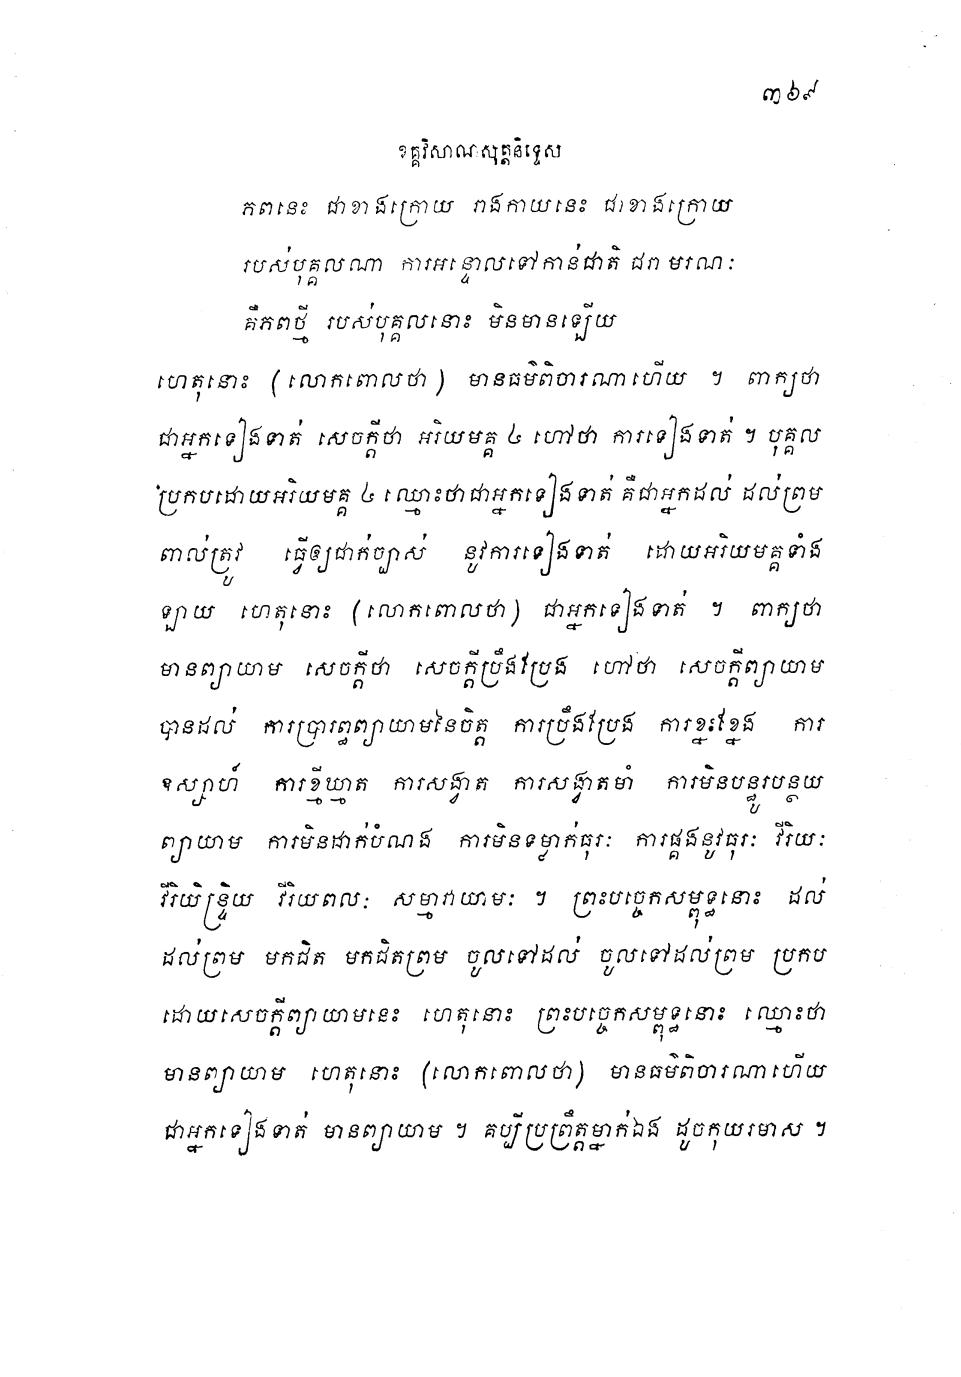 ៣៦៩
ខគ្គវិសាណសុត្តនិទ្ទេស
ភពនេះ ជាខាងក្រោយ រាងកាយនេះ ជាខាងក្រោយ
របស់បុគ្គលណា ការអន្ទោលទៅកាន់ជាតិ ជរា មរណៈ
គឺភពថ្មី របស់បុគ្គលនោះ មិនមានឡើយ
ហេតុនោះ (លោកពោលថា) មានធម៌ពិចារណាហើយ ។ ពាក្យថា
ជាអ្នកទៀងទាត់ សេចក្តីថា អរិយមគ្គ ៤ ហៅថា ការទៀងទាត់ ។ បុគ្គល
ប្រកបដោយអរិយមគ្គ ៤ ឈ្មោះថាជាអ្នកទៀងទាត់ គឺជាអ្នកដល់ ដល់ព្រម
ពាល់ត្រូវ ធ្វើឲ្យជាក់ច្បាស់ នូវការទៀងទាត់ ដោយអរិយមគ្គទាំង
ឡាយ ហេតុនោះ (លោកពោលថា) ជាអ្នកទៀងទាត់ ។ ពាក្យថា
មានព្យាយាម សេចក្តីថា សេចក្តីប្រឹងប្រែង ហៅថា សេចក្តីព្យាយាម
បានដល់ ការប្រារព្ធព្យាយាមនៃចិត្ត ការប្រឹងប្រែង ការខ្នះខ្នែង ការ
ឧស្សាហ៍ ការខ្មីឃ្មាត ការសង្វាត ការសង្វាតមាំ ការមិនបន្ធូរបន្ថយ
ព្យាយាម ការមិនដាក់បំណង ការមិនទម្លាក់ធុរៈ ការផ្គងនូវធុរៈ វីរិយៈ
វីរិយិន្ទ្រិយ វីរិយពលៈ សម្មាវាយាមៈ ។ ព្រះបច្ចេកសម្ពុទ្ធនោះ ដល់
ដល់ព្រម មកជិត មកជិតព្រម ចូលទៅដល់ ចូលទៅដល់ព្រម ប្រកប
ដោយសេចក្តីព្យាយាមនេះ ហេតុនោះ ព្រះបច្ចេកសម្ពុទ្ធនោះ ឈ្មោះថា
មានព្យាយាម ហេតុនោះ (លោកពោលថា) មានធម៌ពិចារណាហើយ
ជាអ្នកទៀងទាត់ មានព្យាយាម ។ គប្បីប្រព្រឹត្តម្នាក់ឯង ដូចកុយរមាស ។